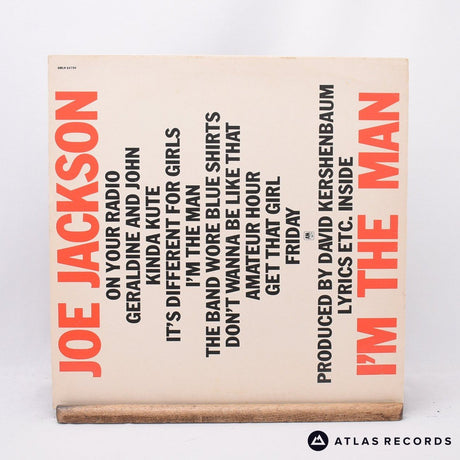 JOE JACKSON
ON YOUR RADIO
GERALDINE AND JOHN
KINDA KUTE
IT'S DIFFERENT FOR GIRLS
I'M THE MAN
THE BAND WORE BLUE SHIRTS
DON'T WANNA BE LIKE THAT
AMATEUR HOUR
GET THAT GIRL
FRIDAY
PRODUCED BY DAVID KERSHENBAUM
LYRICS ETC. INSIDE
I'M THE MAN
ATLAS RECORDS